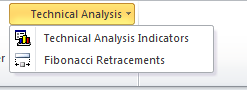 Technical Analysis
Technical Analysis Indicators
Fibonacci Retracements